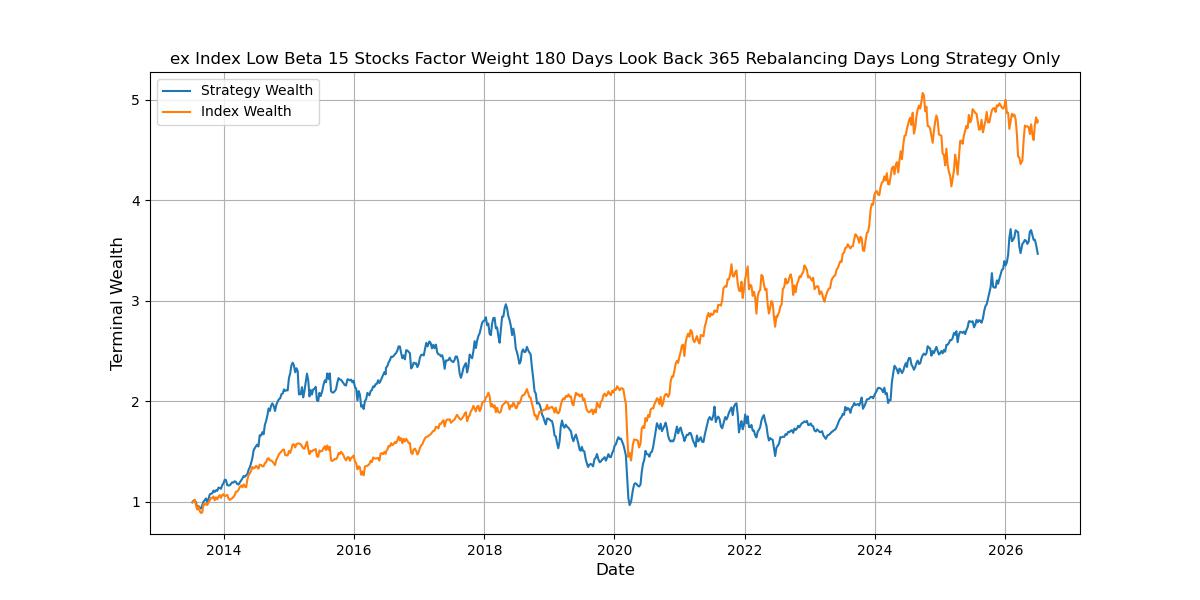 ex Index Low Beta 15 Stocks Factor Weight 180 Days Look Back 365 Rebalancing Days Long Strategy Only
Strategy Wealth
Index Wealth
Terminal Wealth
5
4
3
2
1
2014 2016 2018 2020 2022 2024 2026
Date